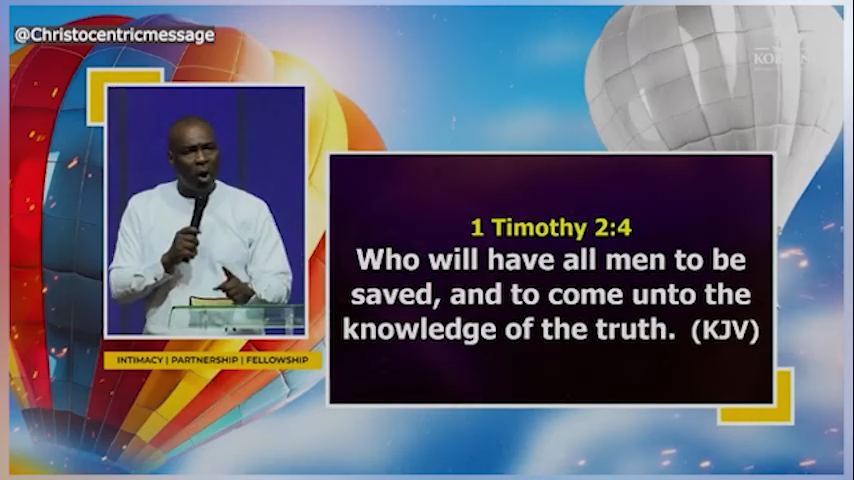 @Christocentricmessage
1 Timothy 2:4
Who will have all men to be
saved, and to come unto the
knowledge of the truth. (KJV)
INTIMACY | PARTNERSHIP | FELLOWSHIP